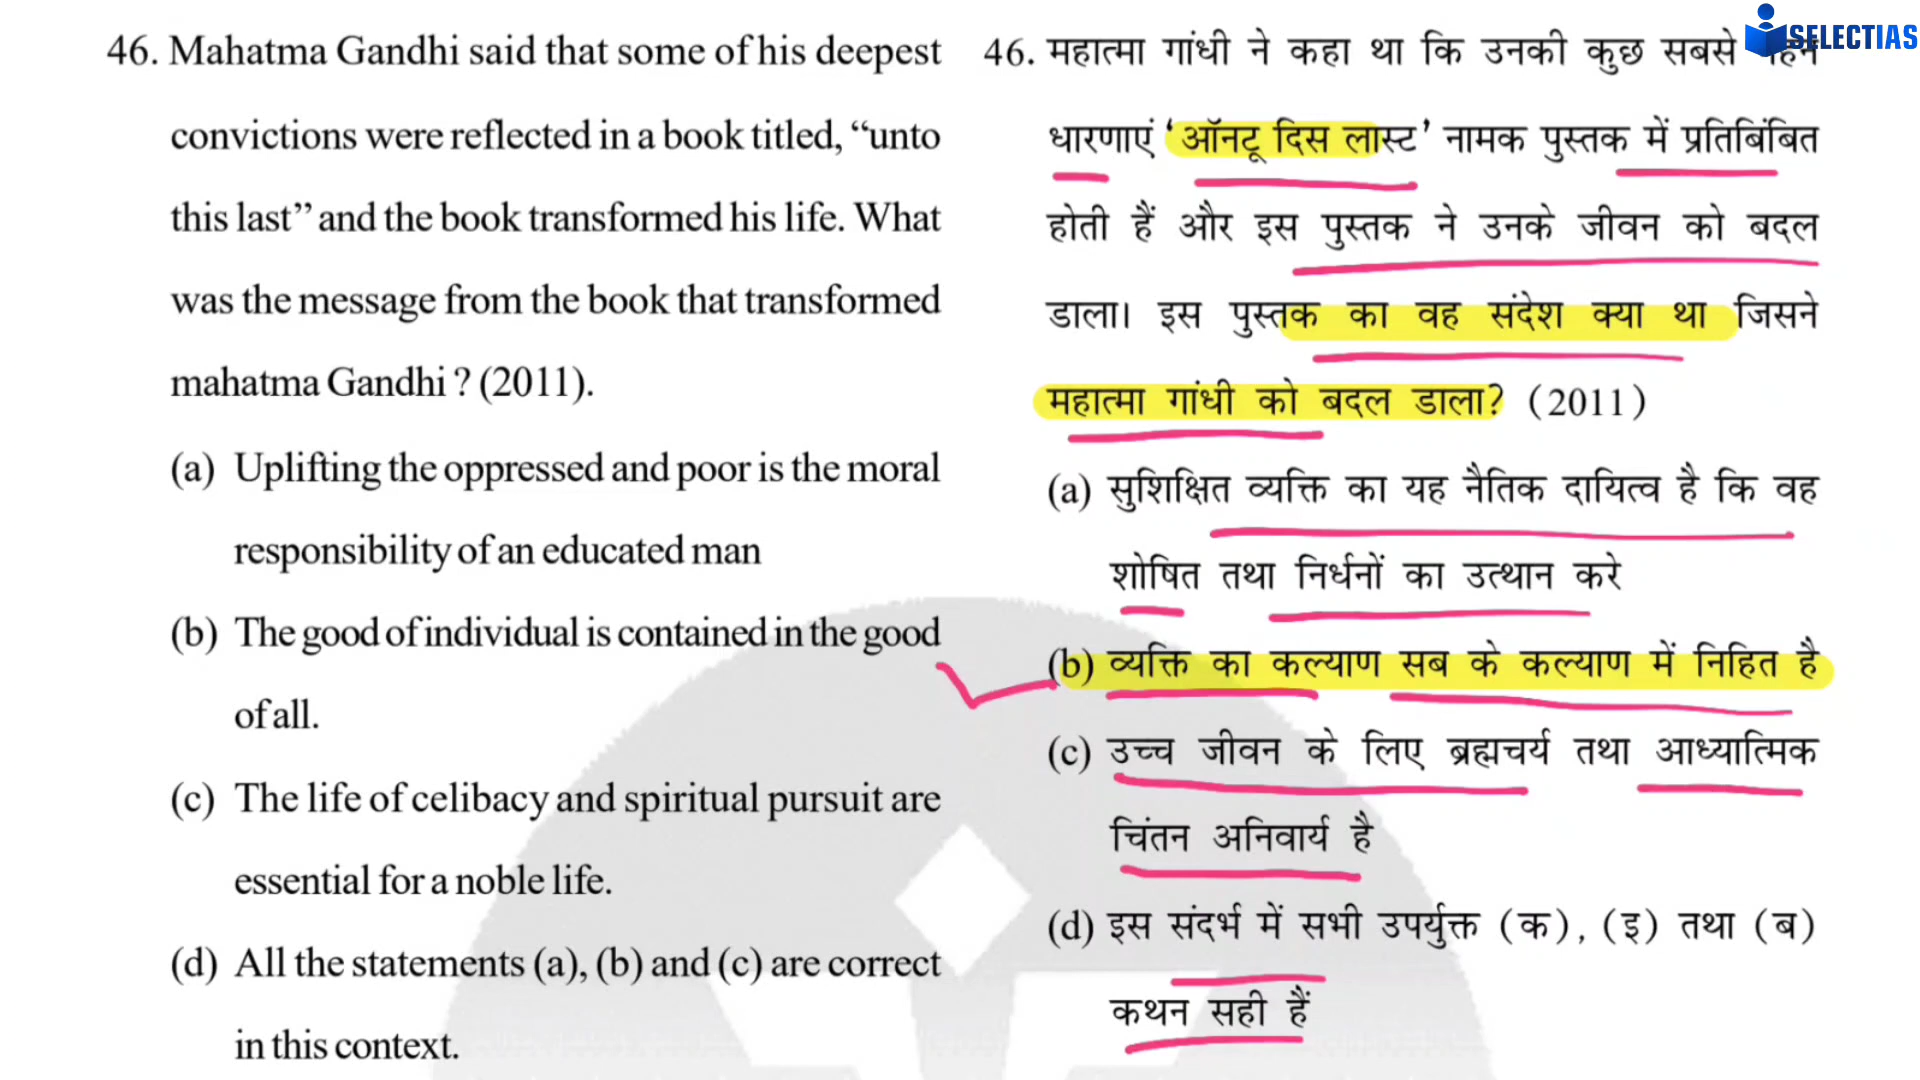 46. Mahatma Gandhi said that some of his deepest
convictions were reflected in a book titled, “unto
this last” and the book transformed his life. What
was the message from the book that transformed
mahatma Gandhi ? (2011).
(a) Uplifting the oppressed and poor is the moral
responsibility of an educated man
(b) The good of individual is contained in the good
of all.
(c) The life of celibacy and spiritual pursuit are
essential for a noble life.
(d) All the statements (a), (b) and (c) are correct
in this context.
46. महात्मा गांधी ने कहा था कि उनकी कुछ सबसे
धारणाएं ‘ऑनटू दिस लास्ट’ नामक पुस्तक में प्रतिबिंबित
होती हैं और इस पुस्तक ने उनके जीवन को बदल
डाला। इस पुस्तक का वह संदेश क्या था जिसने
महात्मा गांधी को बदल डाला? (2011)
(a) सुशिक्षित व्यक्ति का यह नैतिक दायित्व है कि वह
शोषित तथा निर्धनों का उत्थान करे
(b) व्यक्ति का कल्याण सब के कल्याण में निहित है
(c) उच्च जीवन के लिए ब्रह्मचर्य तथा आध्यात्मिक
चिंतन अनिवार्य है
(d) इस संदर्भ में सभी उपर्युक्त (क), (इ) तथा (ब)
कथन सही हैं
SELECTIAS